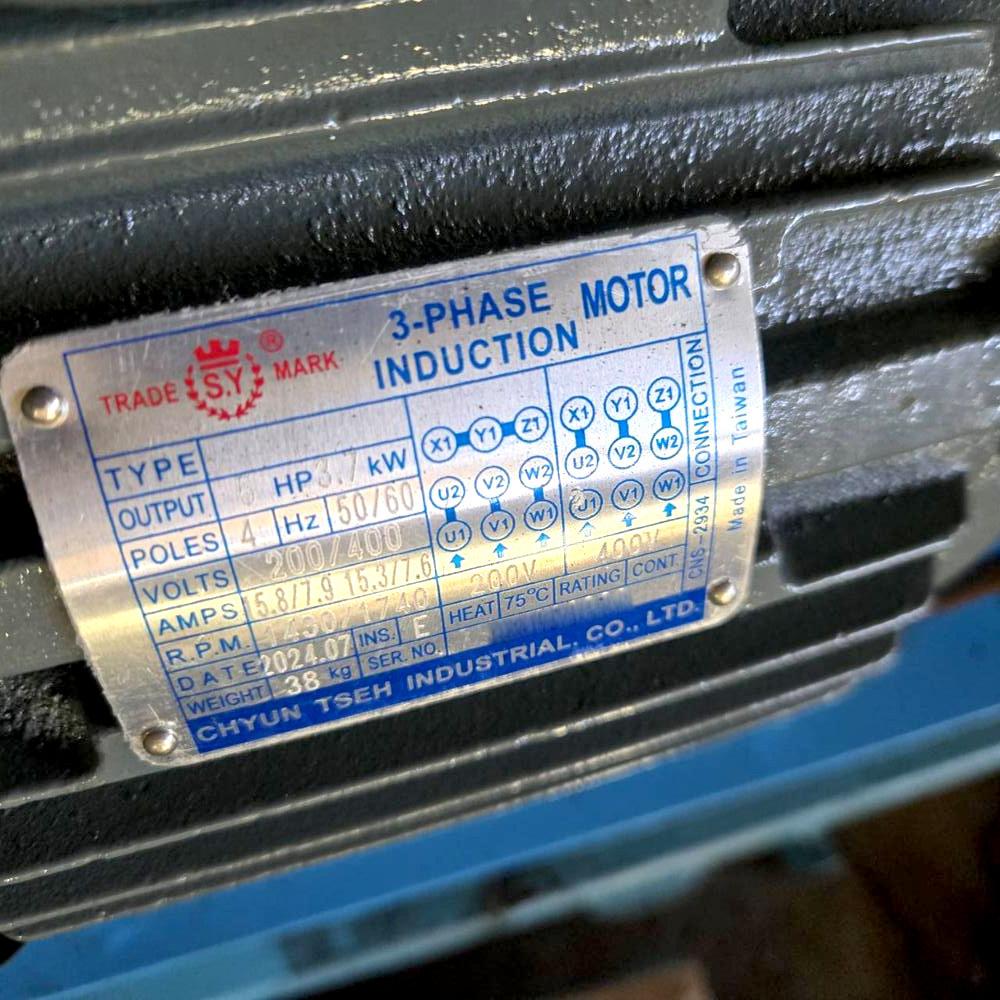 3-PHASE MOTOR
INDUCTION
TRADE S.Y. ® MARK
TYPE
OUTPUT 5 HP 3.7 kW
POLES 4 Hz 50/60
VOLTS 200/400
AMPS 15.8/7.9 15.3/7.6
R.P.M. 1430/1740
DATE 2024.07 INS. E
WEIGHT 38 kg SER. NO.
X1 Y1 Z1
U2 V2 W2
U1 V1 W1
200V
X1 Y1 Z1
U2 V2 W2
U1 V1 W1
400V
HEAT 75°C RATING CONT.
CNS-2934 CONNECTION
Made in Taiwan
CHYUN TSEH INDUSTRIAL. CO., LTD.